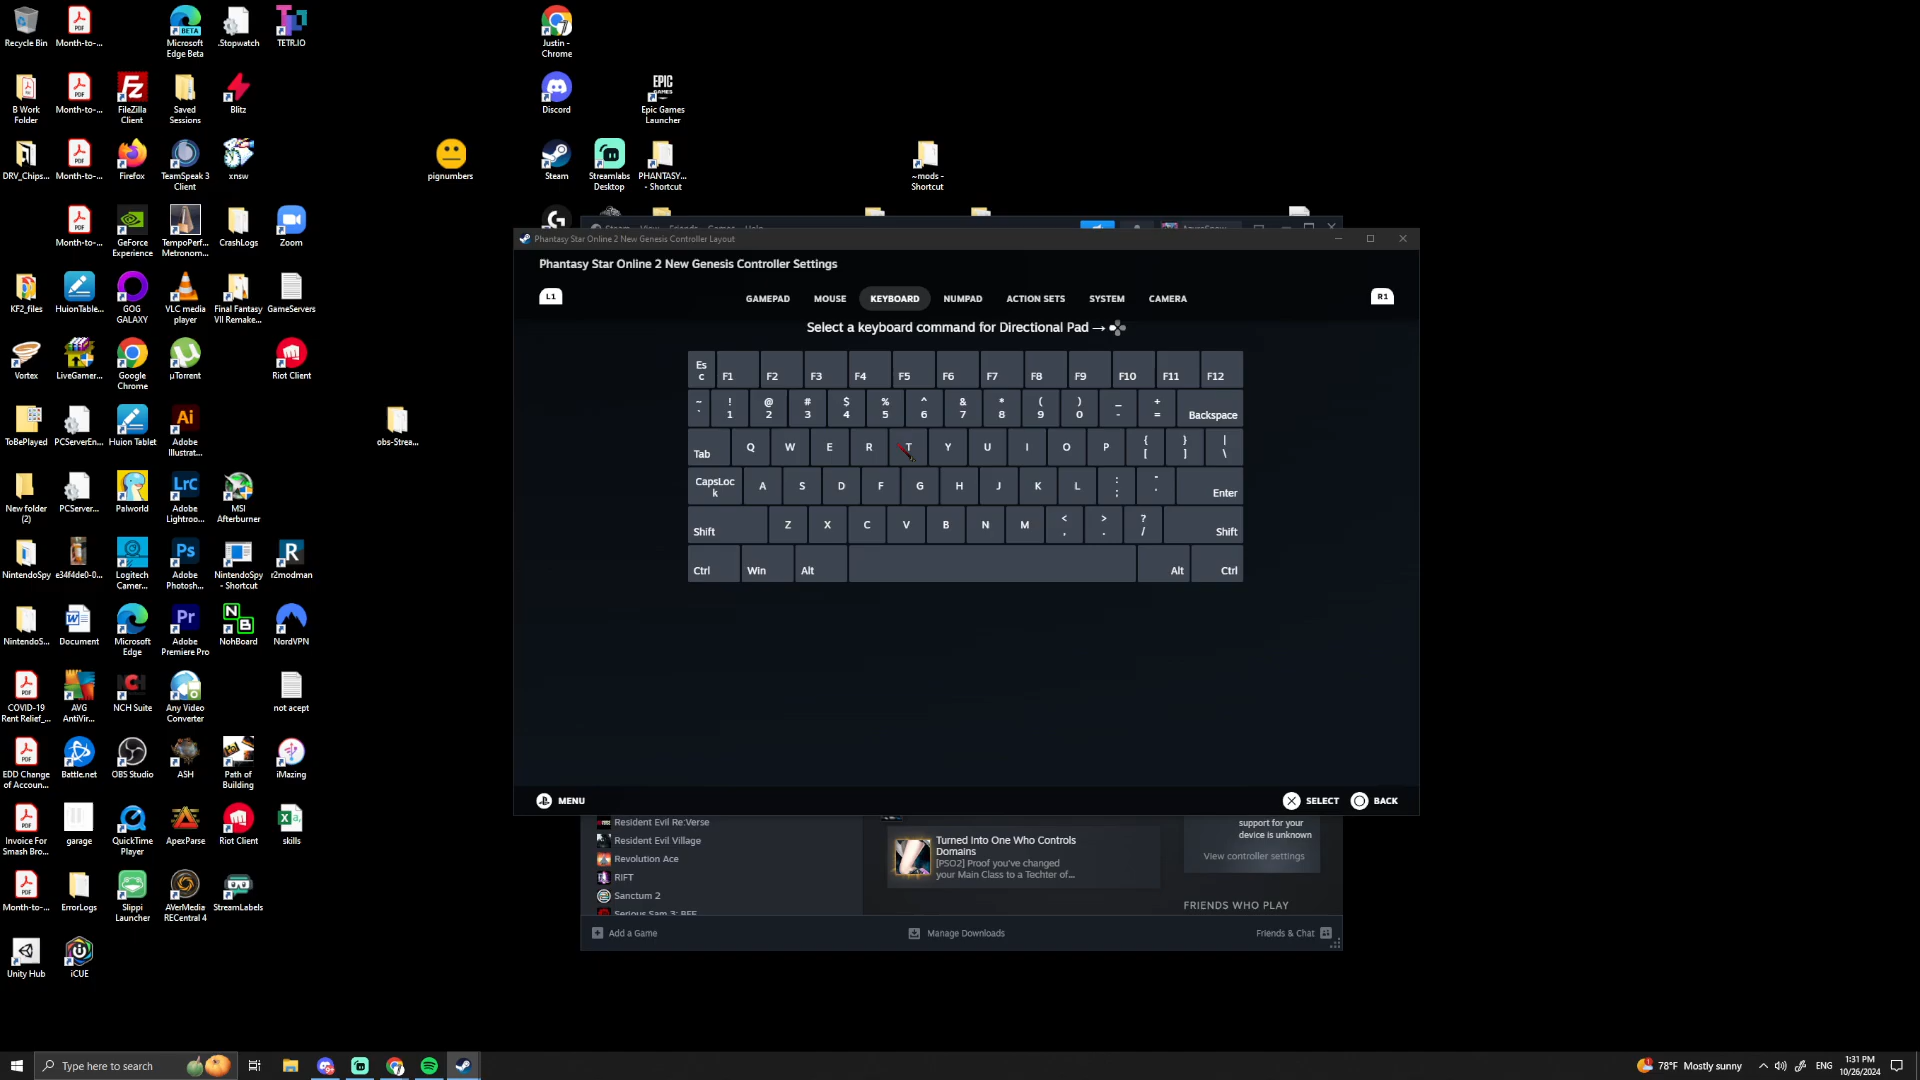 Recycle Bin
Month-to-...
Microsoft
Edge Beta
.Stopwatch
TETR.IO
Justin -
Chrome
B Work
Folder
Month-to-...
FileZilla
Client
Saved
Sessions
Blitz
Discord
EPIC
GAMES
Epic Games
Launcher
DRV_Chips...
Month-to-...
Firefox
TeamSpeak 3
Client
xnsw
pignumbers
Steam
Streamlabs
Desktop
PHANTASY...
- Shortcut
~mods -
Shortcut
Month-to-...
GeForce
Experience
TempoPerf...
Metronom...
CrashLogs
Zoom
KF2_files
HuionTable...
GOG
GALAXY
VLC media
player
Final Fantasy
VII Remake...
GameServers
Vortex
LiveGamer...
Google
Chrome
µTorrent
Riot Client
ToBePlayed
PCServerEn...
Huion Tablet
Adobe
Illustrat...
obs-Strea...
New folder
(2)
PCServer...
Palworld
Adobe
Lightroo...
MSI
Afterburner
NintendoSpy
e34f4de0-0...
Logitech
Camer...
Adobe
Photosh...
NintendoSpy
- Shortcut
r2modman
NintendoS...
Document
Microsoft
Edge
Adobe
Premiere Pro
NohBoard
NordVPN
COVID-19
Rent Relief_...
AVG
AntiVir...
NCH Suite
Any Video
Converter
not acept
EDD Change
of Accoun...
Battle.net
OBS Studio
ASH
Path of
Building
iMazing
Invoice For
Smash Bro...
garage
QuickTime
Player
ApexParse
Riot Client
skills
Month-to-...
ErrorLogs
Slippi
Launcher
AVerMedia
RECentral 4
StreamLabels
Unity Hub
iCUE
Phantasy Star Online 2 New Genesis Controller Layout
Phantasy Star Online 2 New Genesis Controller Settings
L1
GAMEPAD
MOUSE
KEYBOARD
NUMPAD
ACTION SETS
SYSTEM
CAMERA
R1
Select a keyboard command for Directional Pad →
Esc F1 F2 F3 F4 F5 F6 F7 F8 F9 F10 F11 F12
~ ! @ # $ % ^ & * ( ) _ +
` 1 2 3 4 5 6 7 8 9 0 - = Backspace
Tab Q W E R T Y U I O P { [ } ] | \
CapsLock A S D F G H J K L : ; " ' Enter
Shift Z X C V B N M < , > . ? / Shift
Ctrl Win Alt Alt Ctrl
MENU
SELECT
BACK
Resident Evil Re:Verse
Resident Evil Village
Revolution Ace
RIFT
Sanctum 2
Serious Sam 3: BFE
Turned Into One Who Controls
Domains
[PSO2] Proof you've changed
your Main Class to a Techter of...
support for your
device is unknown
View controller settings
FRIENDS WHO PLAY
Add a Game
Manage Downloads
Friends & Chat
Type here to search
78°F Mostly sunny
ENG
1:31 PM
10/26/2024